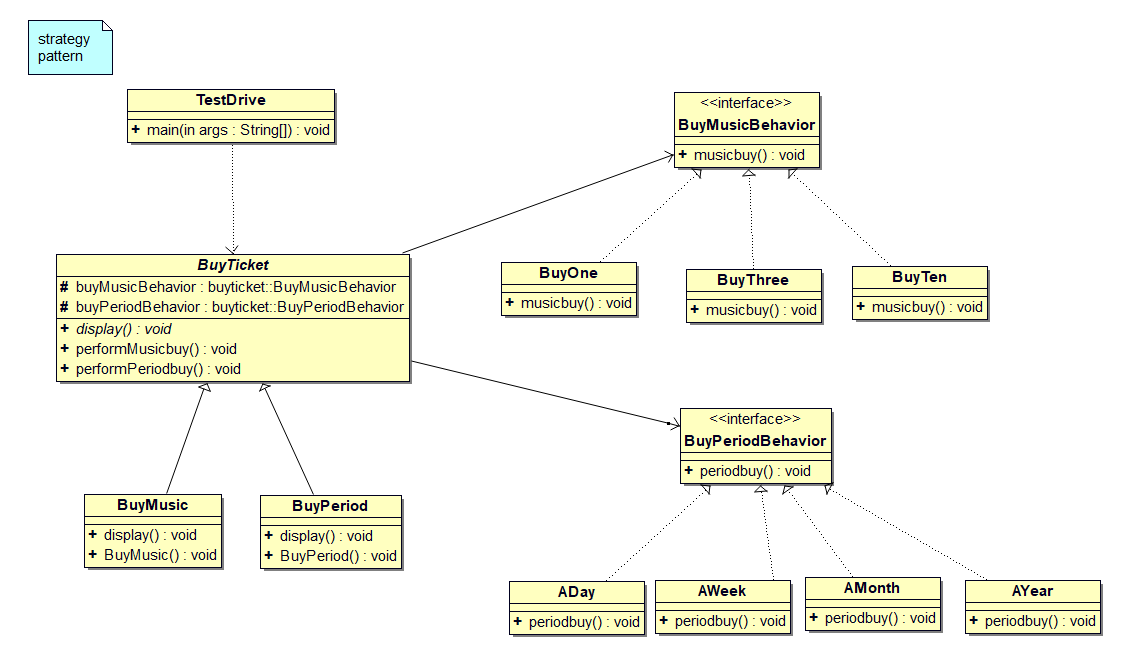 strategy
pattern
TestDrive
+ main(in args : String[]) : void
<<interface>>
BuyMusicBehavior
+ musicbuy() : void
BuyTicket
# buyMusicBehavior : buyticket::BuyMusicBehavior
# buyPeriodBehavior : buyticket::BuyPeriodBehavior
+ display() : void
+ performMusicbuy() : void
+ performPeriodbuy() : void
BuyOne
+ musicbuy() : void
BuyThree
+ musicbuy() : void
BuyTen
+ musicbuy() : void
<<interface>>
BuyPeriodBehavior
+ periodbuy() : void
BuyMusic
+ display() : void
+ BuyMusic() : void
BuyPeriod
+ display() : void
+ BuyPeriod() : void
ADay
+ periodbuy() : void
AWeek
+ periodbuy() : void
AMonth
+ periodbuy() : void
AYear
+ periodbuy() : void